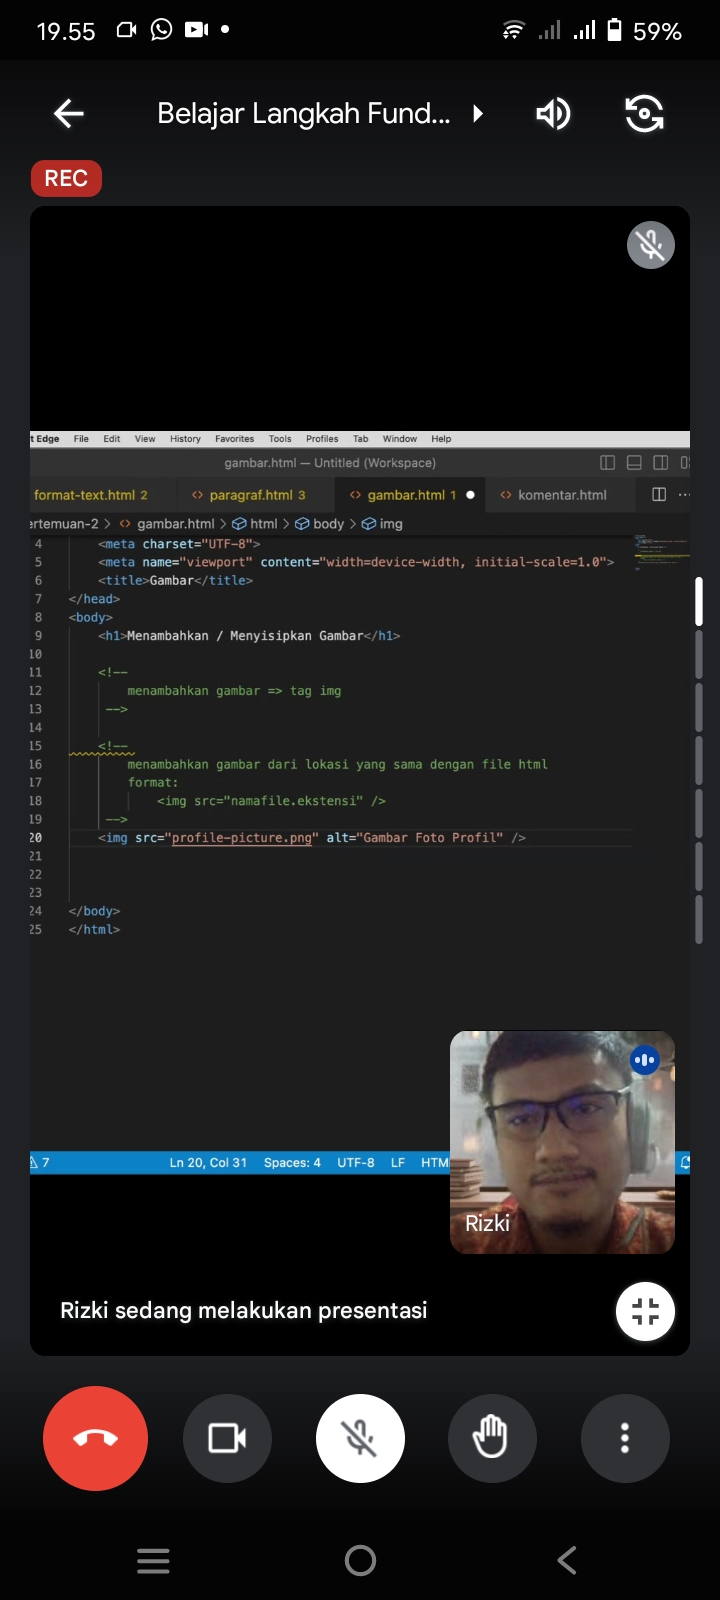 19.55
59%
Belajar Langkah Fund...
REC
t Edge File Edit View History Favorites Tools Profiles Tab Window Help
gambar.html — Untitled (Workspace)
format-text.html 2 <> paragraf.html 3 <> gambar.html 1 ● <> komentar.html ...
ertemuan-2 > <> gambar.html > html > body > img
4 <meta charset="UTF-8">
5 <meta name="viewport" content="width=device-width, initial-scale=1.0">
6 <title>Gambar</title>
7 </head>
8 <body>
9 <h1>Menambahkan / Menyisipkan Gambar</h1>
10
11 <!--
12 menambahkan gambar => tag img
13 -->
14
15 <!--
16 menambahkan gambar dari lokasi yang sama dengan file html
17 format:
18 <img src="namafile.ekstensi" />
19 -->
20 <img src="profile-picture.png" alt="Gambar Foto Profil" />
21
22
23
24 </body>
25 </html>
7 Ln 20, Col 31 Spaces: 4 UTF-8 LF HTM
Rizki
Rizki sedang melakukan presentasi